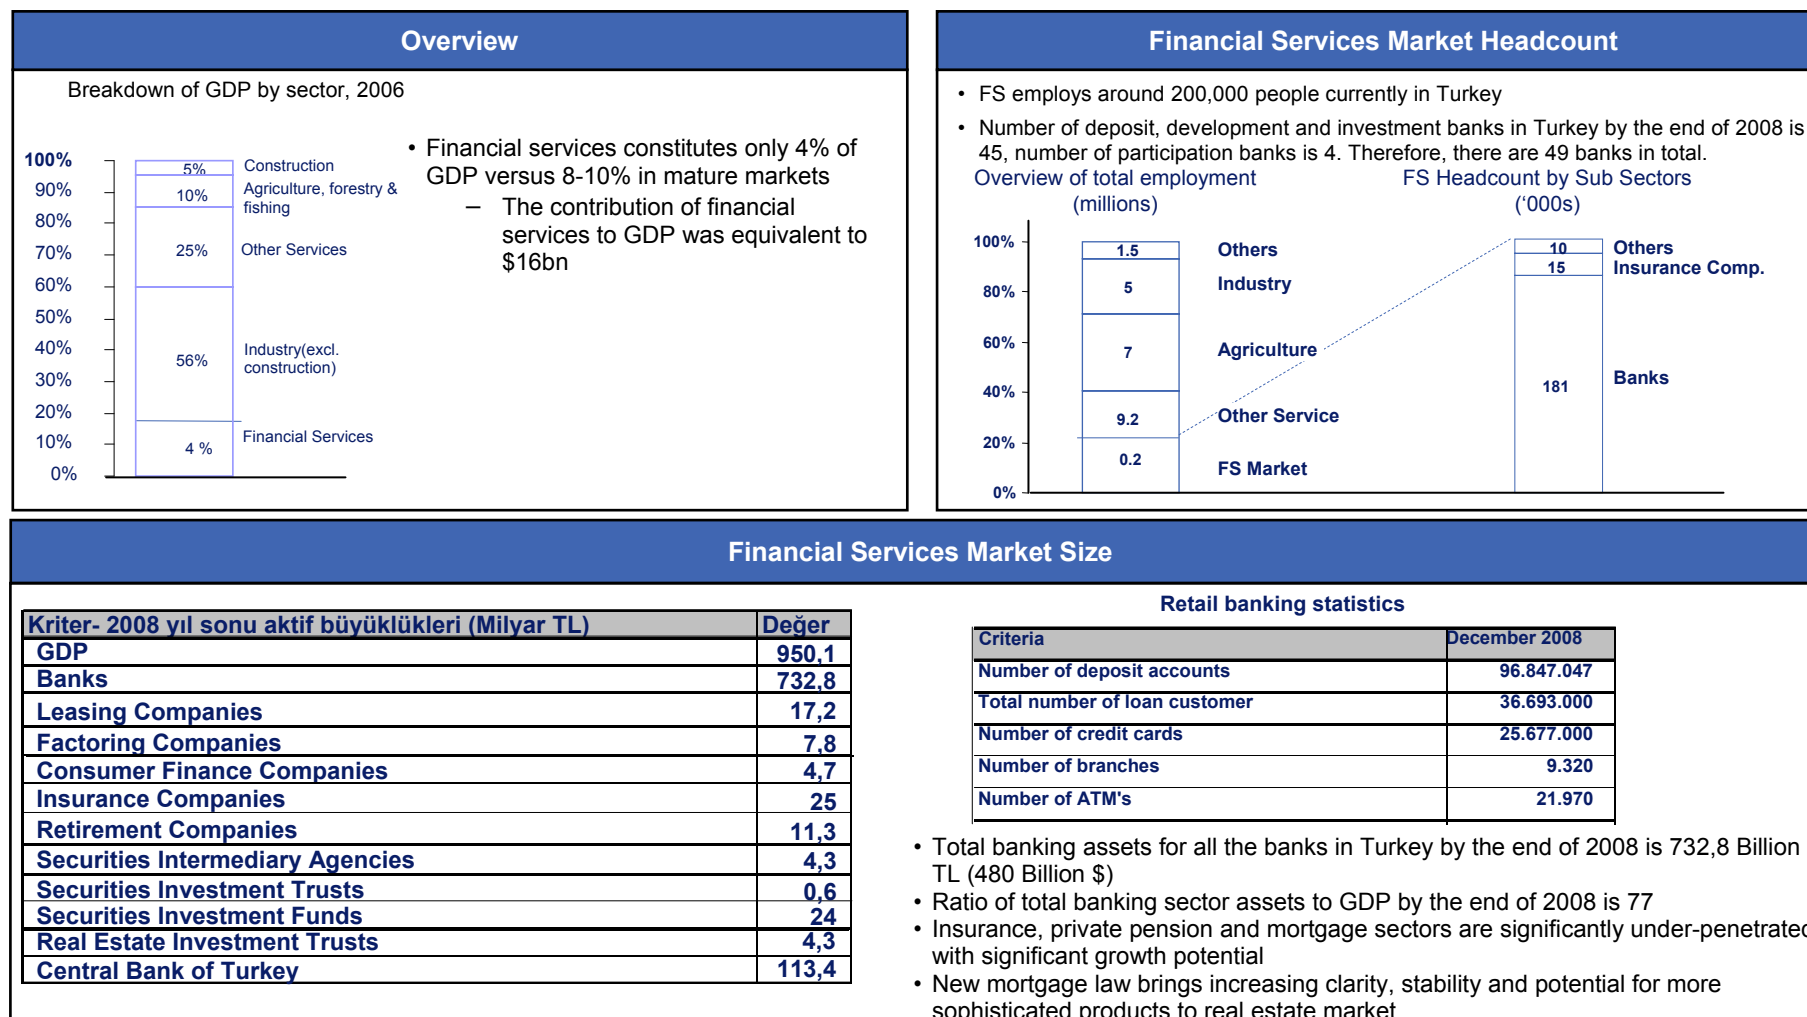 Overview
Breakdown of GDP by sector, 2006
100%
90%
80%
70%
60%
50%
40%
30%
20%
10%
0%
5%
10%
25%
56%
4 %
Construction
Agriculture, forestry &
fishing
Other Services
Industry(excl.
construction)
Financial Services
• Financial services constitutes only 4% of
GDP versus 8-10% in mature markets
– The contribution of financial
services to GDP was equivalent to
$16bn
Financial Services Market Headcount
• FS employs around 200,000 people currently in Turkey
• Number of deposit, development and investment banks in Turkey by the end of 2008 is
45, number of participation banks is 4. Therefore, there are 49 banks in total.
Overview of total employment
(millions)
100%
80%
60%
40%
20%
0%
1.5
5
7
9.2
0.2
Others
Industry
Agriculture
Other Service
FS Market
FS Headcount by Sub Sectors
(‘000s)
10
15
181
Others
Insurance Comp.
Banks
Financial Services Market Size
Kriter- 2008 yıl sonu aktif büyüklükleri (Milyar TL) Değer
GDP 950,1
Banks 732,8
Leasing Companies 17,2
Factoring Companies 7,8
Consumer Finance Companies 4,7
Insurance Companies 25
Retirement Companies 11,3
Securities Intermediary Agencies 4,3
Securities Investment Trusts 0,6
Securities Investment Funds 24
Real Estate Investment Trusts 4,3
Central Bank of Turkey 113,4
Retail banking statistics
Criteria December 2008
Number of deposit accounts 96.847.047
Total number of loan customer 36.693.000
Number of credit cards 25.677.000
Number of branches 9.320
Number of ATM's 21.970
• Total banking assets for all the banks in Turkey by the end of 2008 is 732,8 Billion
TL (480 Billion $)
• Ratio of total banking sector assets to GDP by the end of 2008 is 77
• Insurance, private pension and mortgage sectors are significantly under-penetrated
with significant growth potential
• New mortgage law brings increasing clarity, stability and potential for more
sophisticated products to real estate market